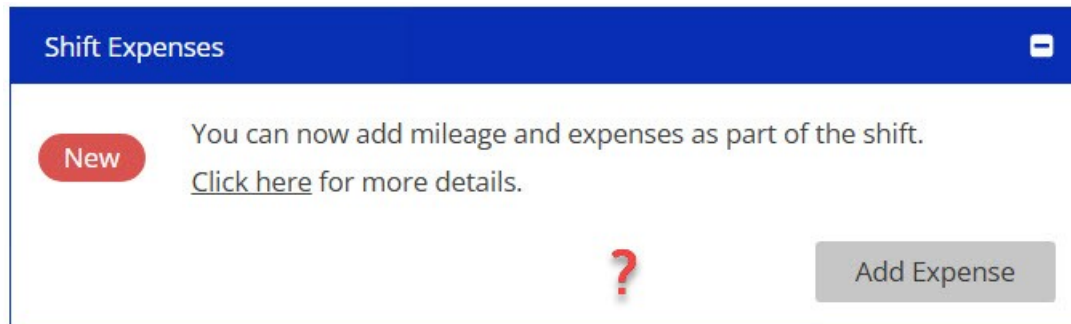 Shift Expenses
New
You can now add mileage and expenses as part of the shift.
Click here for more details.
?
Add Expense